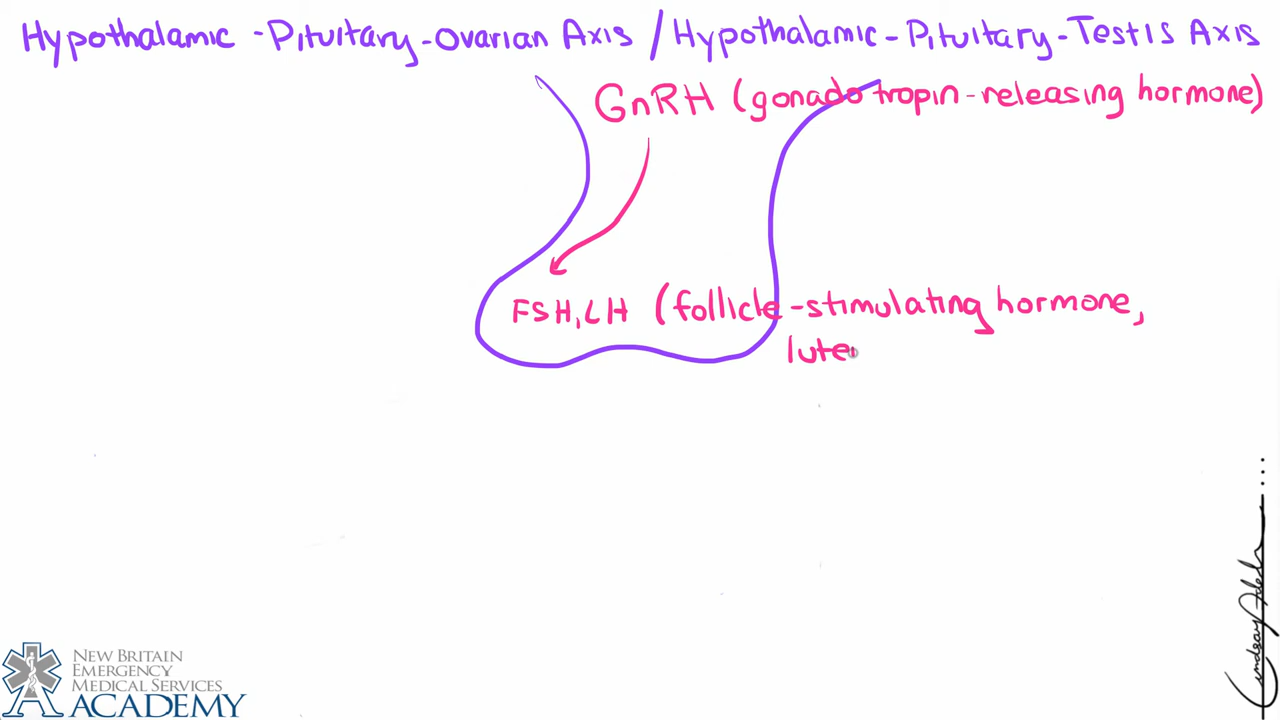 Hypothalamic - Pituitary - Ovarian Axis / Hypothalamic - Pituitary - Testis Axis
GnRH (gonadotropin-releasing hormone)
FSH, LH (follicle-stimulating hormone,
lute
NEW BRITAIN
EMERGENCY
MEDICAL SERVICES
ACADEMY